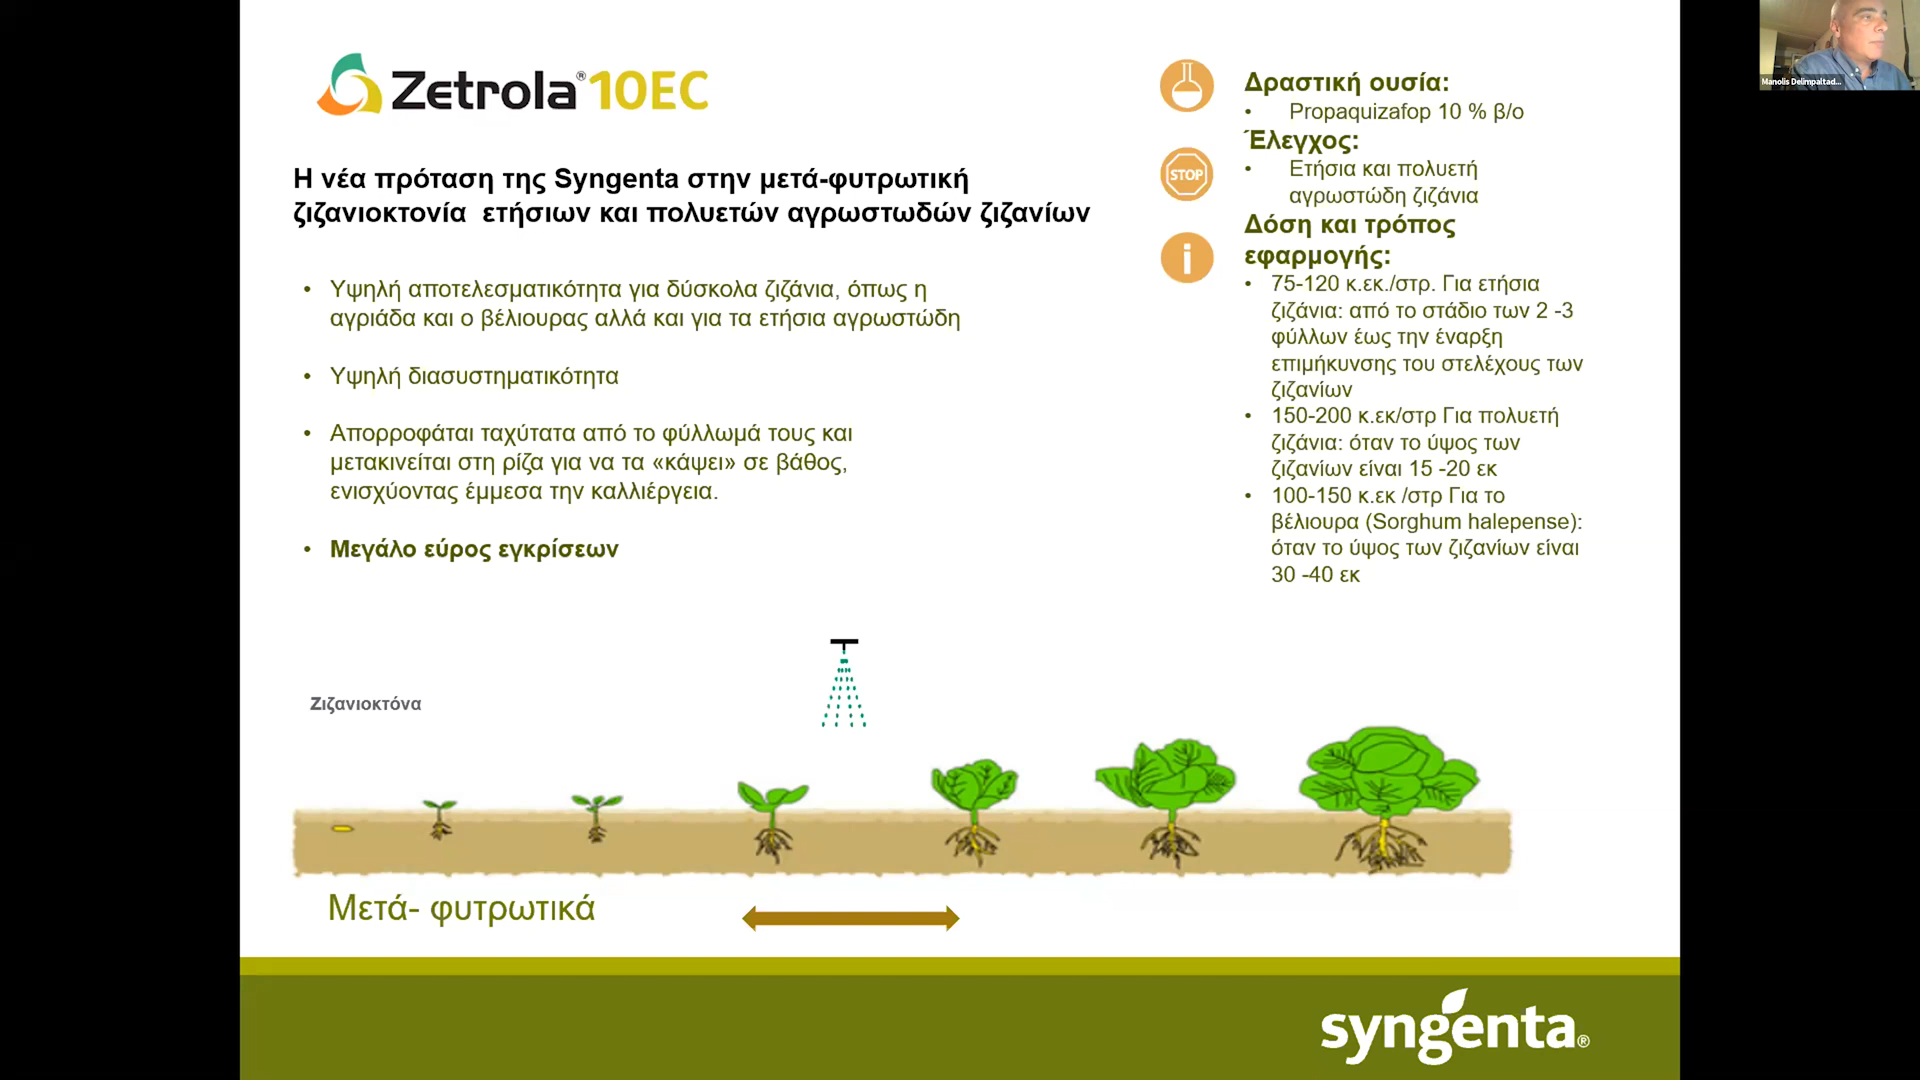 Zetrola® 10EC
Η νέα πρόταση της Syngenta στην μετά-φυτρωτική
ζιζανιοκτονία ετήσιων και πολυετών αγρωστωδών ζιζανίων
• Υψηλή αποτελεσματικότητα για δύσκολα ζιζάνια, όπως η
αγριάδα και ο βέλιουρας αλλά και για τα ετήσια αγρωστώδη
• Υψηλή διασυστηματικότητα
• Απορροφάται ταχύτατα από το φύλλωμά τους και
μετακινείται στη ρίζα για να τα «κάψει» σε βάθος,
ενισχύοντας έμμεσα την καλλιέργεια.
• Μεγάλο εύρος εγκρίσεων
Δραστική ουσία:
• Propaquizafop 10 % β/ο
STOP
Έλεγχος:
• Ετήσια και πολυετή
αγρωστώδη ζιζάνια
i
Δόση και τρόπος
εφαρμογής:
• 75-120 κ.εκ./στρ. Για ετήσια
ζιζάνια: από το στάδιο των 2 -3
φύλλων έως την έναρξη
επιμήκυνσης του στελέχους των
ζιζανίων
• 150-200 κ.εκ/στρ Για πολυετή
ζιζάνια: όταν το ύψος των
ζιζανίων είναι 15 -20 εκ
• 100-150 κ.εκ /στρ Για το
βέλιουρα (Sorghum halepense):
όταν το ύψος των ζιζανίων είναι
30 -40 εκ
Ζιζανιοκτόνα
Μετά- φυτρωτικά
syngenta®
Manolis Delimpaltad...